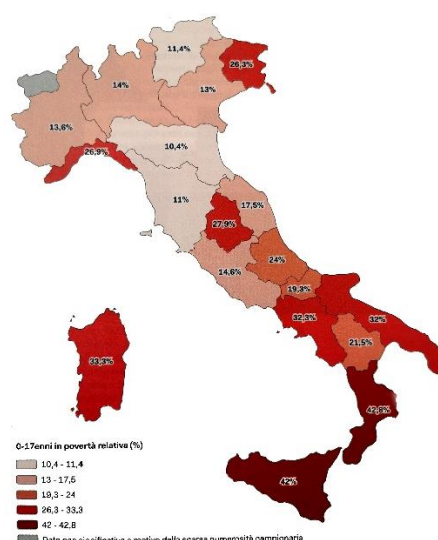 11,4%
26,3%
14%
13%
13,6%
10,4%
26,9%
11%
17,5%
27,9%
24%
14,6%
19,3%
32,3%
32%
21,5%
33,3%
42,8%
42%
0-17enni in povertà relativa (%)
10,4 - 11,4
13 - 17,5
19,3 - 24
26,3 - 33,3
42 - 42,8
Dato non significativo a motivo della scarsa numerosità campionaria